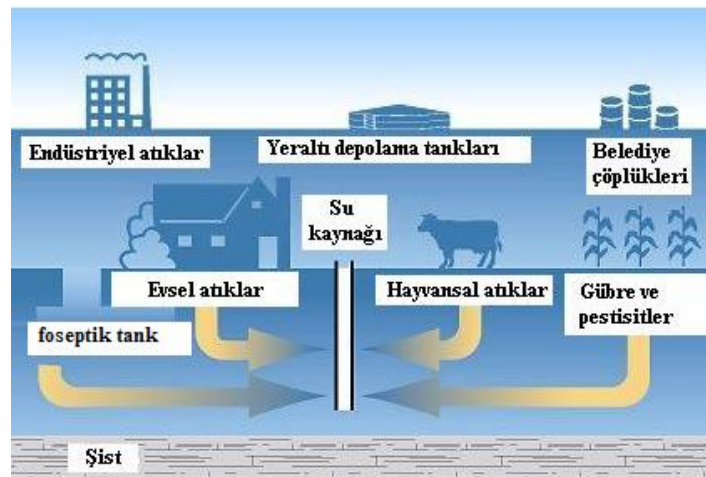 Endüstriyel atıklar
Yeraltı depolama tankları
Belediye
çöplükleri
Su
kaynağı
Evsel atıklar
Hayvansal atıklar
Gübre ve
pestisitler
foseptik tank
Şist